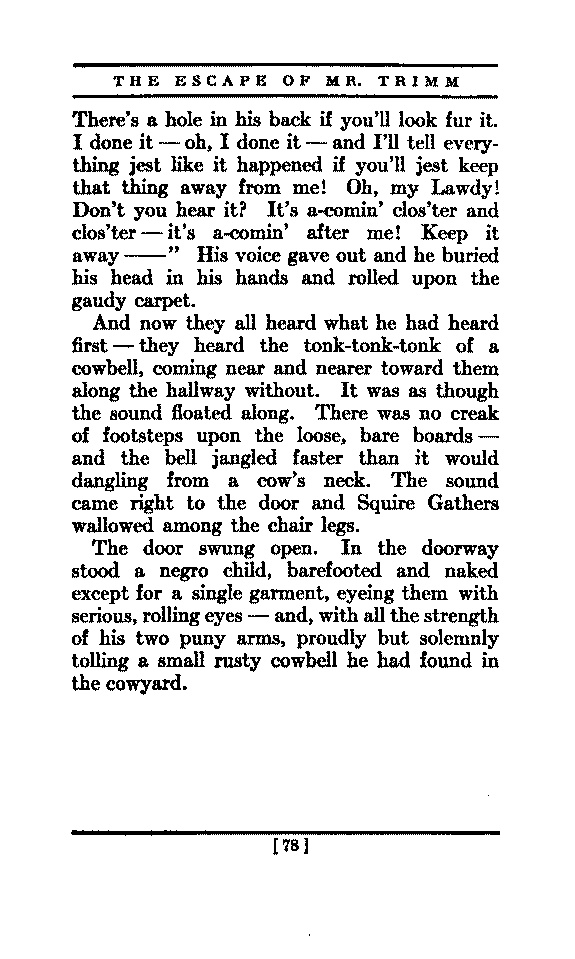 THE ESCAPE OF MR. TRIMM
There's a hole in his back if you'll look fur it.
I done it — oh, I done it — and I'll tell every-
thing jest like it happened if you'll jest keep
that thing away from me! Oh, my Lawdy!
Don't you hear it? It's a-comin' clos'ter and
clos'ter — it's a-comin' after me! Keep it
away ——" His voice gave out and he buried
his head in his hands and rolled upon the
gaudy carpet.
And now they all heard what he had heard
first — they heard the tonk-tonk-tonk of a
cowbell, coming near and nearer toward them
along the hallway without. It was as though
the sound floated along. There was no creak
of footsteps upon the loose, bare boards —
and the bell jangled faster than it would
dangling from a cow's neck. The sound
came right to the door and Squire Gathers
wallowed among the chair legs.
The door swung open. In the doorway
stood a negro child, barefooted and naked
except for a single garment, eyeing them with
serious, rolling eyes — and, with all the strength
of his two puny arms, proudly but solemnly
tolling a small rusty cowbell he had found in
the cowyard.
[78]